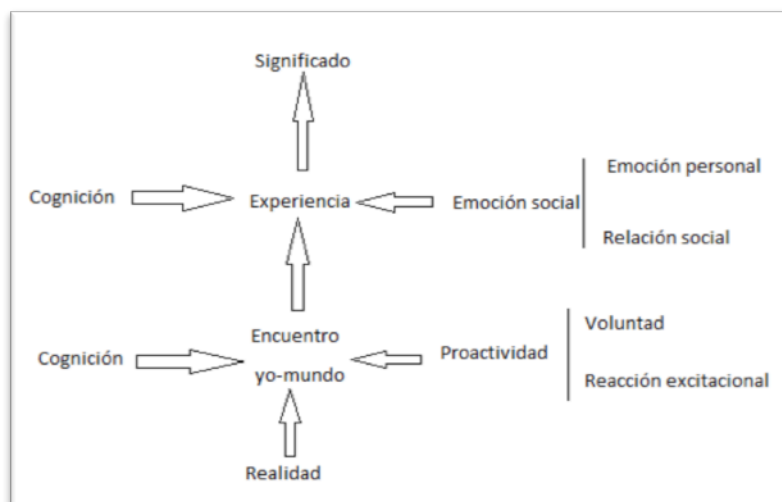 Significado
Emoción personal
Cognición
Experiencia
Emoción social
Relación social
Encuentro
yo-mundo
Voluntad
Cognición
Proactividad
Reacción excitacional
Realidad